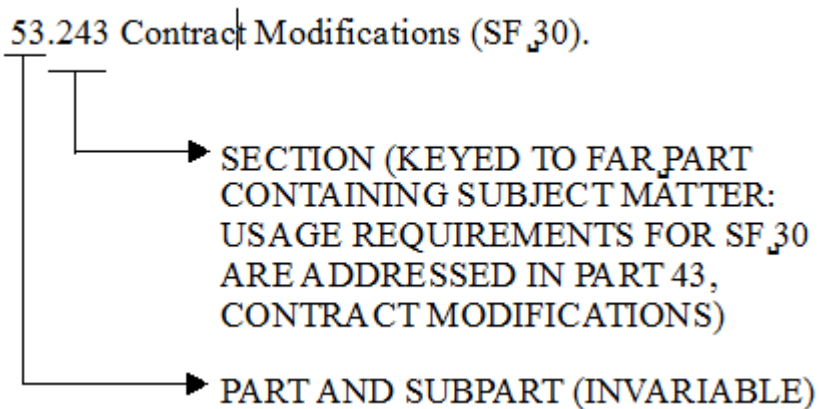 53.243 Contract Modifications (SF 30).
SECTION (KEYED TO FAR PART
CONTAINING SUBJECT MATTER:
USAGE REQUIREMENTS FOR SF 30
ARE ADDRESSED IN PART 43,
CONTRACT MODIFICATIONS)
PART AND SUBPART (INVARIABLE)